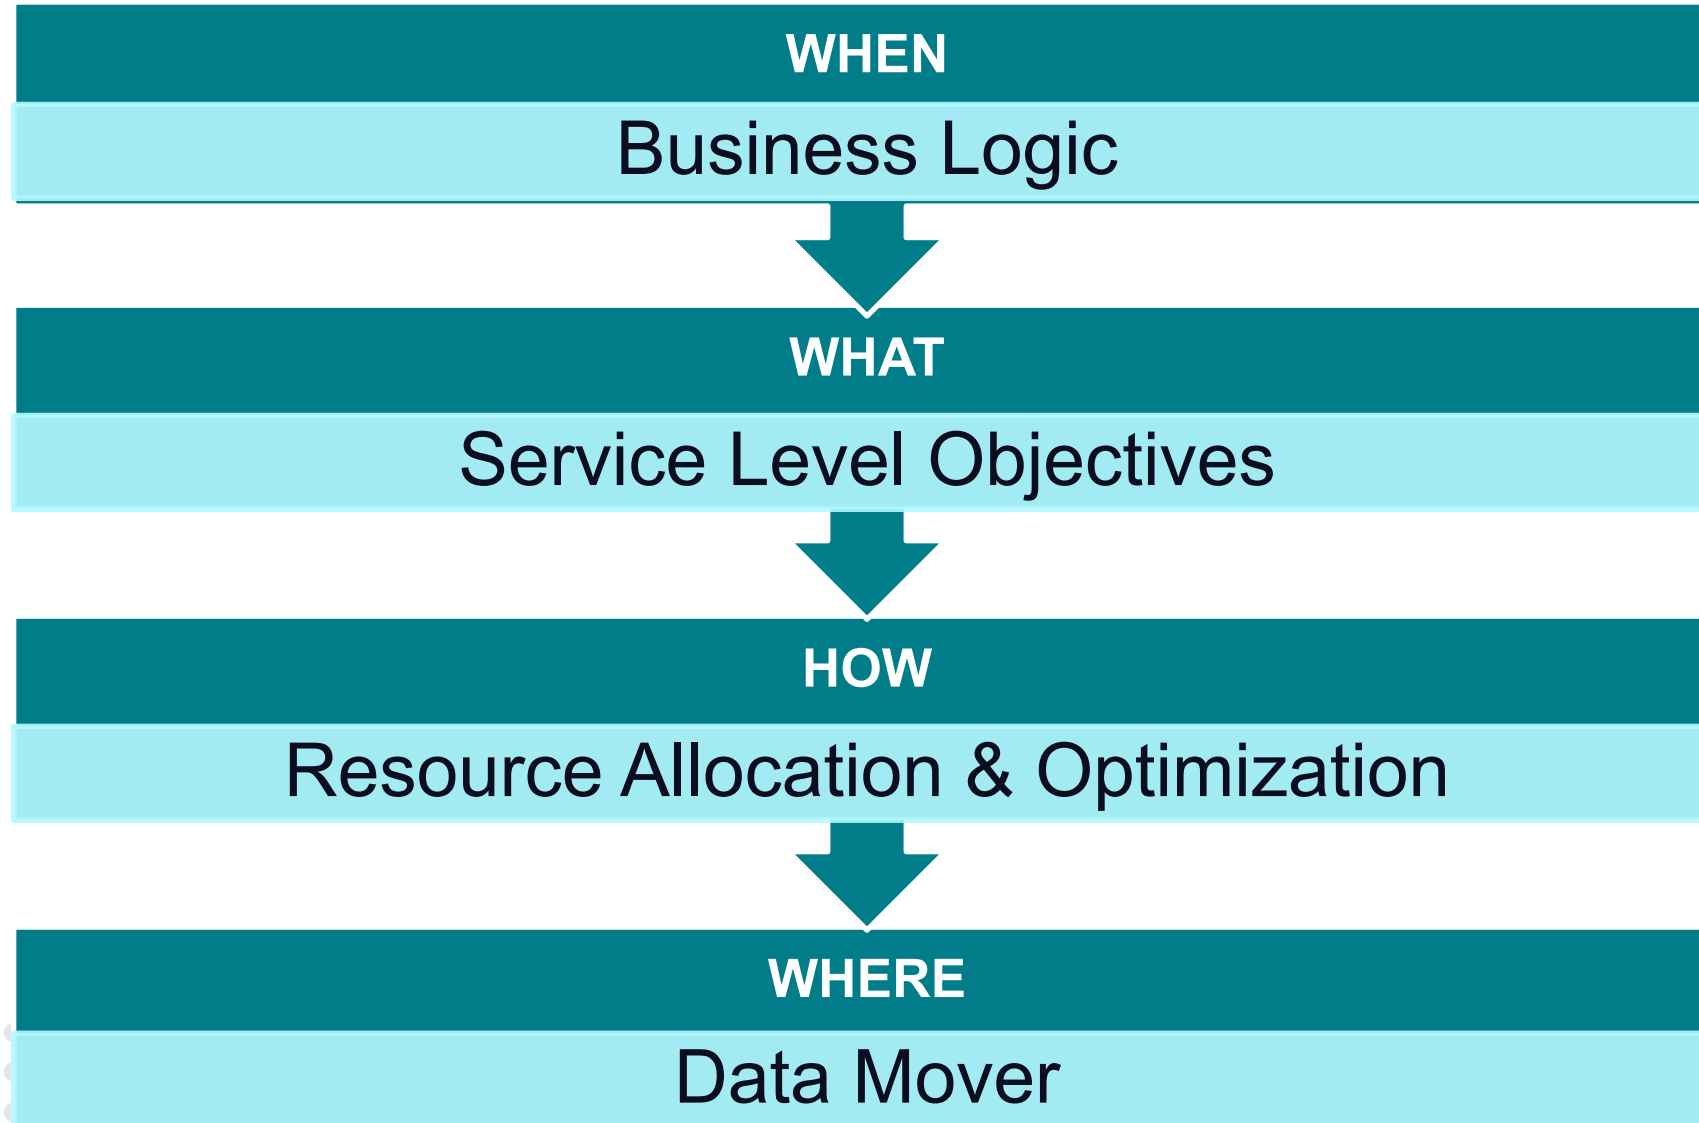 WHEN
Business Logic
WHAT
Service Level Objectives
HOW
Resource Allocation & Optimization
WHERE
Data Mover